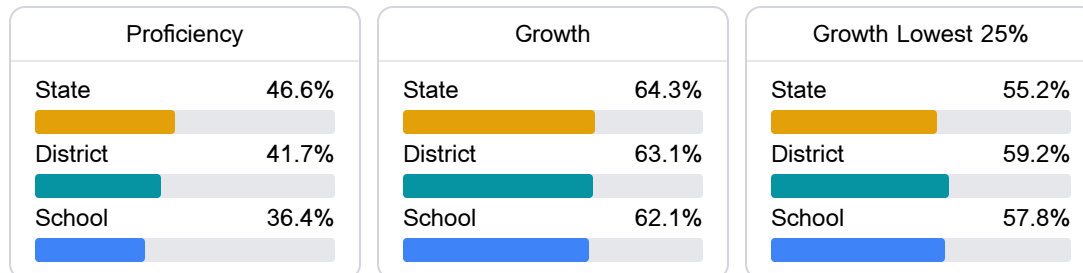 Proficiency
State 46.6%
District 41.7%
School 36.4%
Growth
State 64.3%
District 63.1%
School 62.1%
Growth Lowest 25%
State 55.2%
District 59.2%
School 57.8%